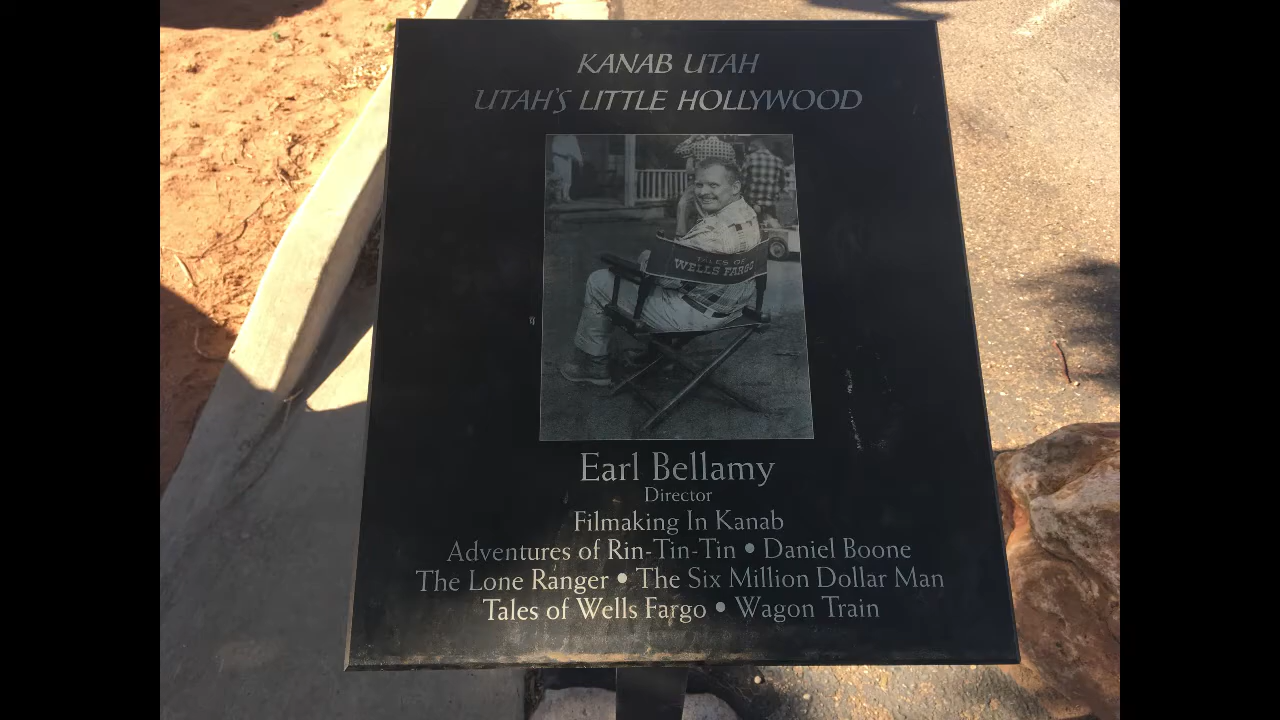 KANAB UTAH
UTAH'S LITTLE HOLLYWOOD
TALES OF
WELLS FARGO
Earl Bellamy
Director
Filmaking In Kanab
Adventures of Rin-Tin-Tin • Daniel Boone
The Lone Ranger • The Six Million Dollar Man
Tales of Wells Fargo • Wagon Train